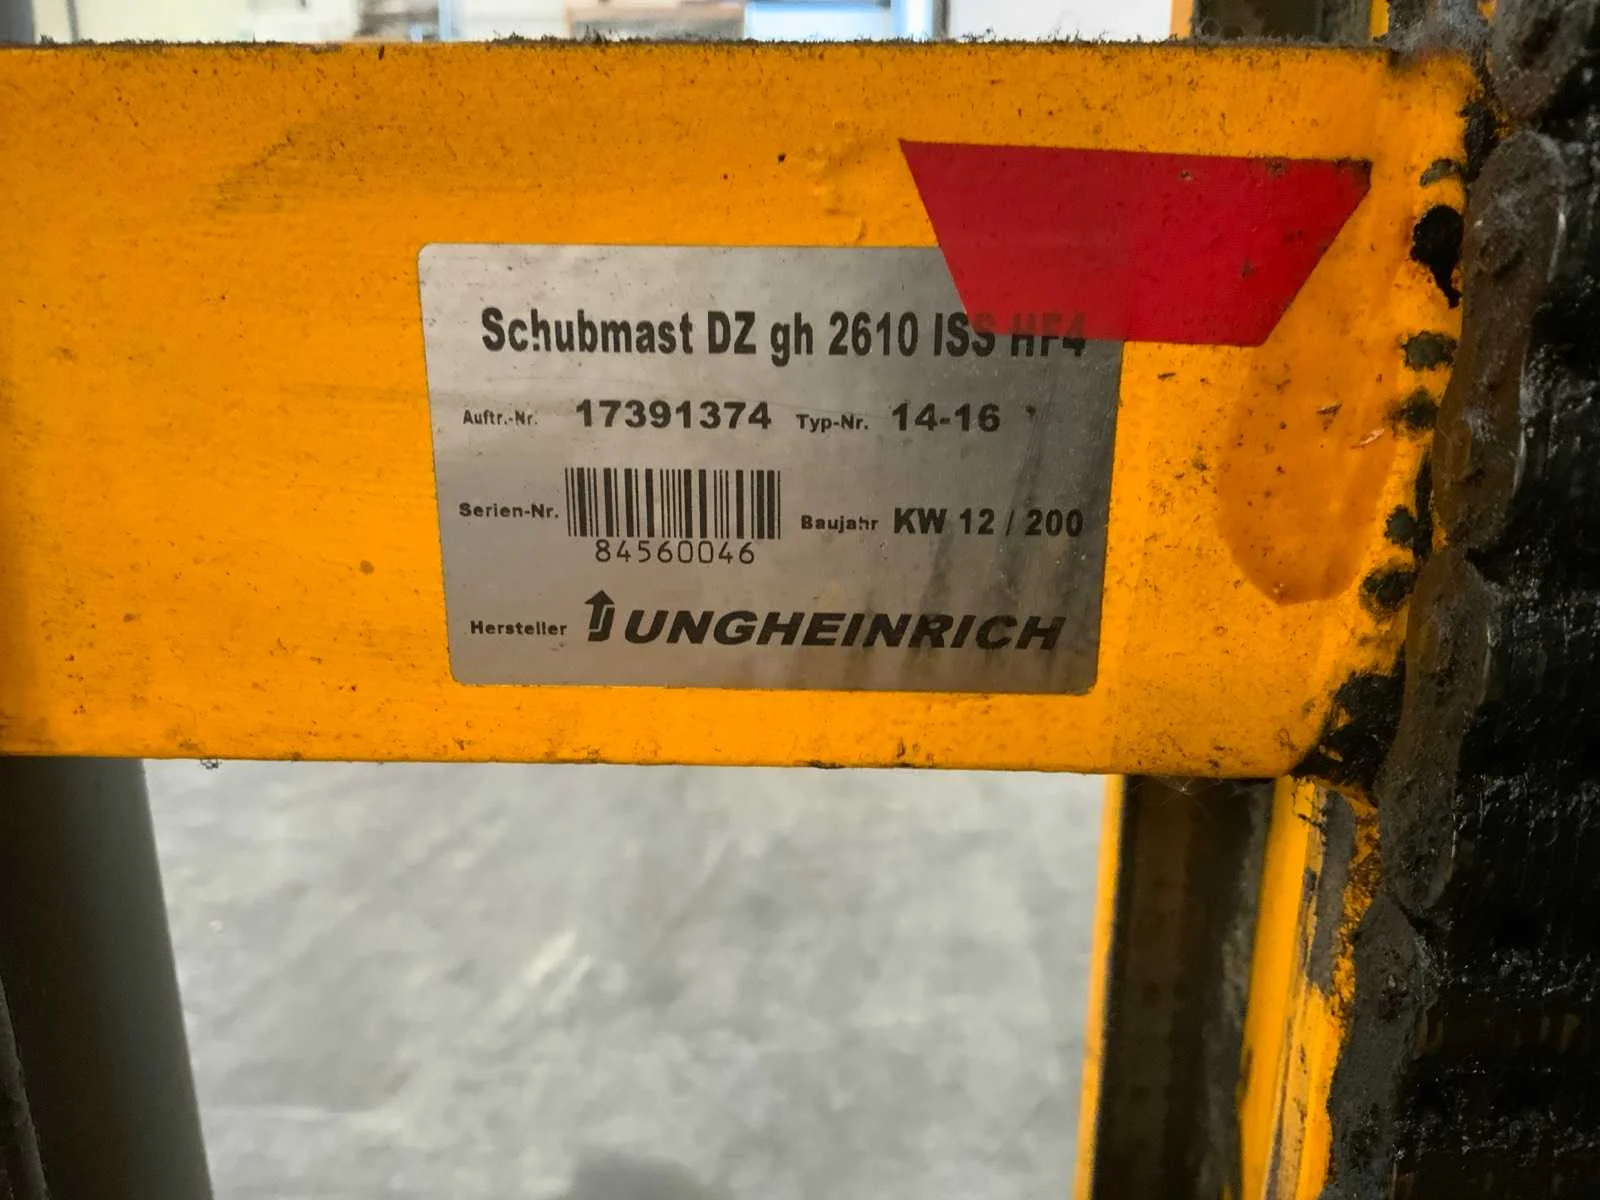 Schubmast DZ gh 2610 ISS HF4
Auftr.-Nr. 17391374 Typ-Nr. 14-16
Serien-Nr. 84560046 Baujahr KW 12 / 200
Hersteller JUNGHEINRICH